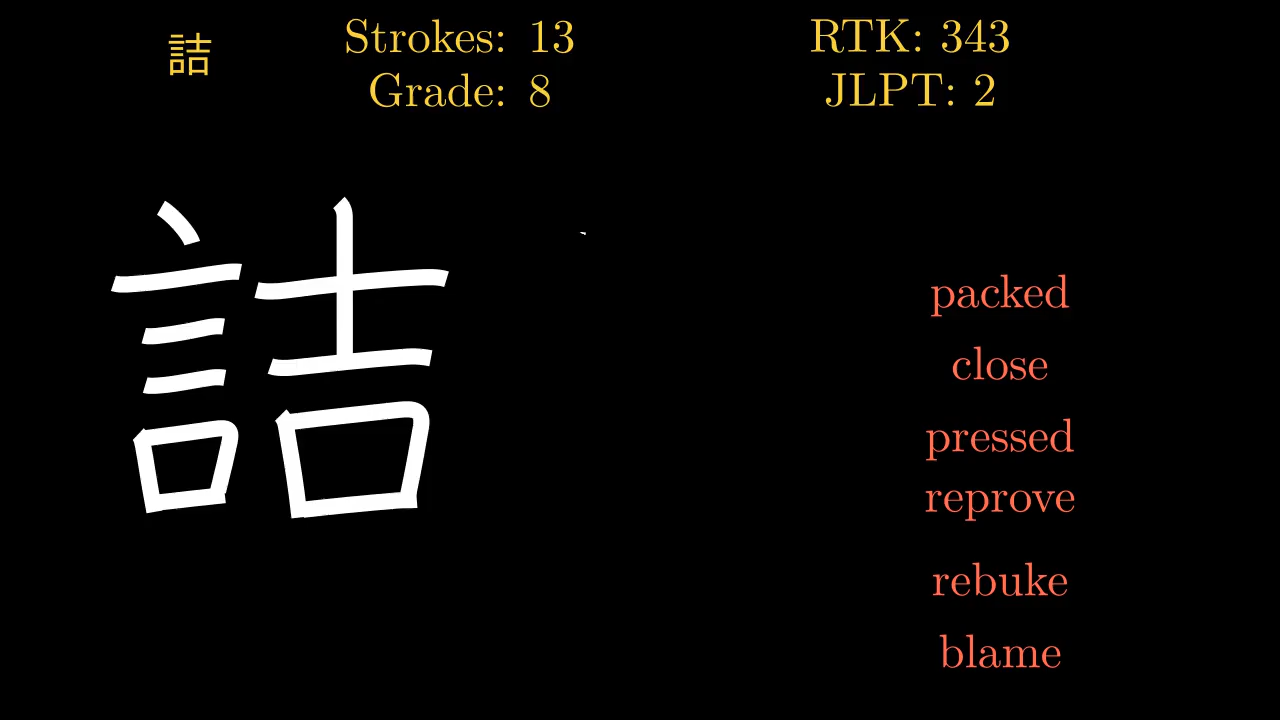 詰
Strokes: 13
Grade: 8
RTK: 343
JLPT: 2
詰
packed
close
pressed
reprove
rebuke
blame